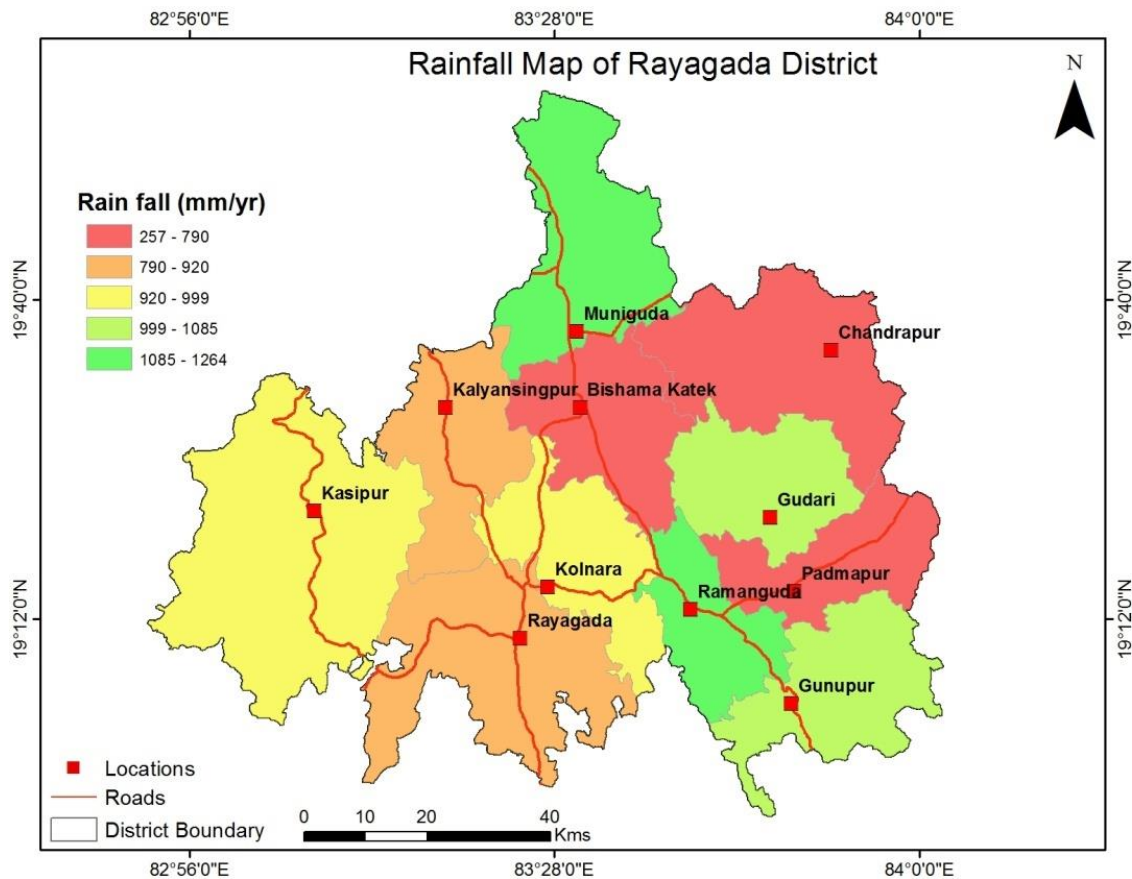 82°56'0"E 83°28'0"E 84°0'0"E
Rainfall Map of Rayagada District
N
Rain fall (mm/yr)
257 - 790
790 - 920
920 - 999
999 - 1085
1085 - 1264
19°40'0"N 19°40'0"N
Muniguda
Chandrapur
Kalyansingpur Bishama Katek
Kasipur
Gudari
Kolnara
Padmapur
Ramanguda
19°12'0"N 19°12'0"N
Rayagada
Gunupur
Locations
Roads
District Boundary
0 10 20 40
Kms
82°56'0"E 83°28'0"E 84°0'0"E